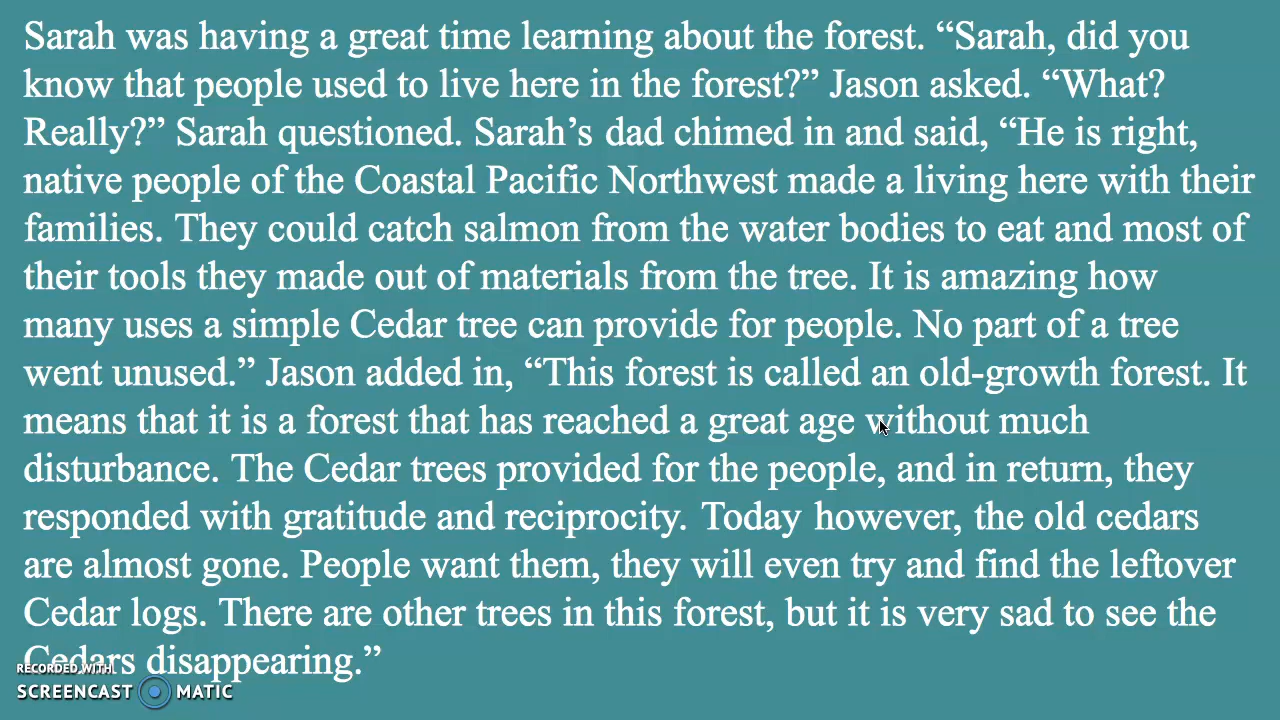 Sarah was having a great time learning about the forest. “Sarah, did you
know that people used to live here in the forest?” Jason asked. “What?
Really?” Sarah questioned. Sarah’s dad chimed in and said, “He is right,
native people of the Coastal Pacific Northwest made a living here with their
families. They could catch salmon from the water bodies to eat and most of
their tools they made out of materials from the tree. It is amazing how
many uses a simple Cedar tree can provide for people. No part of a tree
went unused.” Jason added in, “This forest is called an old-growth forest. It
means that it is a forest that has reached a great age without much
disturbance. The Cedar trees provided for the people, and in return, they
responded with gratitude and reciprocity. Today however, the old cedars
are almost gone. People want them, they will even try and find the leftover
Cedar logs. There are other trees in this forest, but it is very sad to see the
Cedars disappearing.”
RECORDED WITH
SCREENCAST MATIC